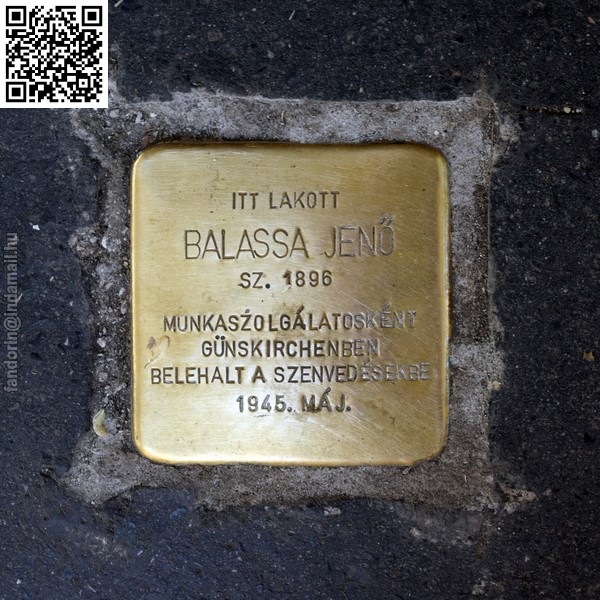 ITT LAKOTT
BALASSA JENŐ
SZ. 1896
MUNKASZOLGÁLATOSKÉNT
GÜNSKIRCHENBEN
BELEHALT A SZENVEDÉSEKBE
1945. MÁJ.
fandorin@indamail.hu